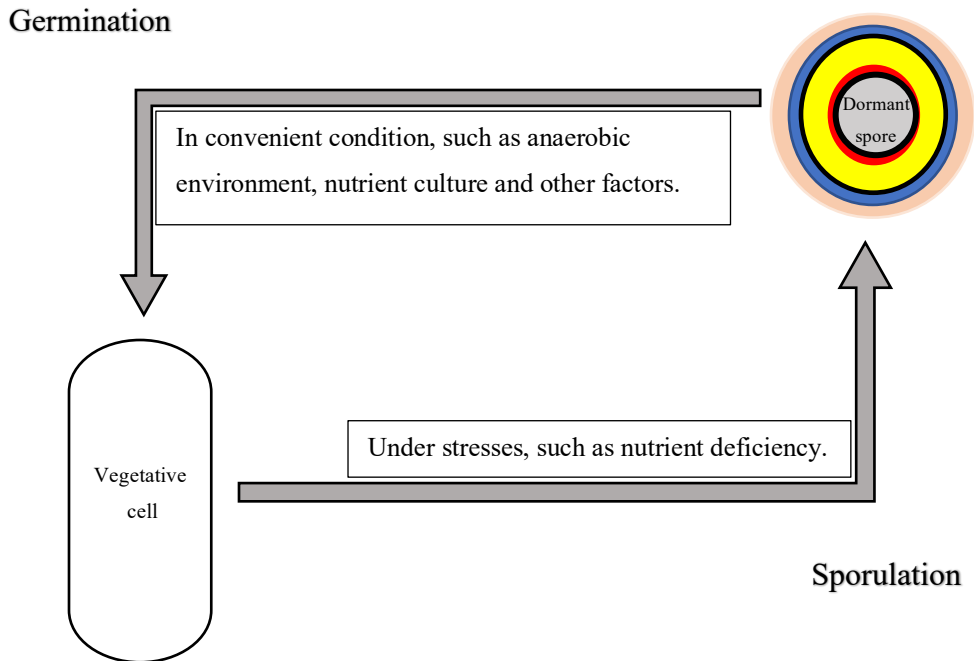 Germination
Dormant
spore
In convenient condition, such as anaerobic
environment, nutrient culture and other factors.
Under stresses, such as nutrient deficiency.
Vegetative
cell
Sporulation